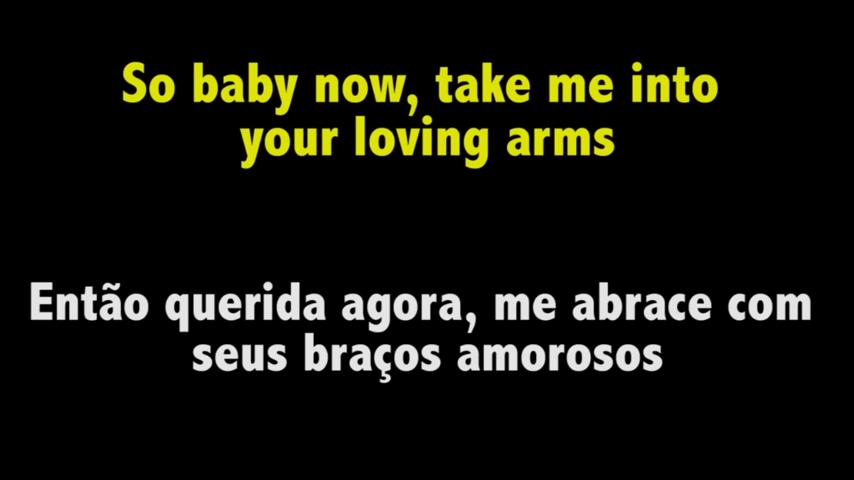 So baby now, take me into
your loving arms
Então querida agora, me abrace com
seus braços amorosos